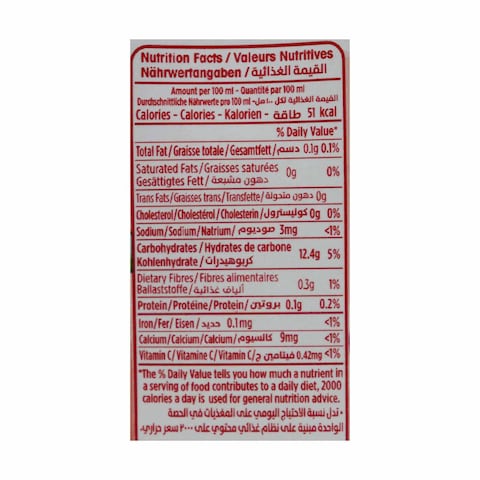 Nutrition Facts / Valeurs Nutritives
Nährwertangaben / القيمة الغذائية
Amount per 100 ml - Quantité par 100 ml
Durchschnittliche Nährwerte pro 100 ml - القيمة الغذائية لكل ١٠٠مل
Calories - Calories - Kalorien - طاقة 51 kcal
% Daily Value*
Total Fat / Graisse totale / Gesamtfett / دسم 0.1g 0.1%
Saturated Fats / Graisses saturées
Gesättigtes Fett / دهون مشبعة / 0g 0%
Trans Fats / Graisses trans / Transfette / دهون متحولة 0g
Cholesterol / Cholestérol / Cholesterin / كوليسترول 0g 0%
Sodium / Sodium / Natrium / صوديوم 3mg <1%
Carbohydrates / Hydrates de carbone
Kohlenhydrate / كربوهيدرات 12.4g 5%
Dietary Fibres / Fibres alimentaires
Ballaststoffe / ألياف غذائية 0.3g 1%
Protein / Protéine / Protein / بروتين 0.1g 0.2%
Iron / Fer / Eisen / حديد 0.1mg <1%
Calcium / Calcium / Calcium / كالسيوم 9mg <1%
Vitamin C / Vitamine C / Vitamin C / فيتامين ج 0.42mg <1%
*The % Daily Value tells you how much a nutrient in
a serving of food contributes to a daily diet, 2000
calories a day is used for general nutrition advice.
• تدل نسبة الأحتياج اليومي على المغذيات في الحصة
الواحدة مبنية على نظام غذائي محتوي على ٢٠٠٠ سعر حراري.